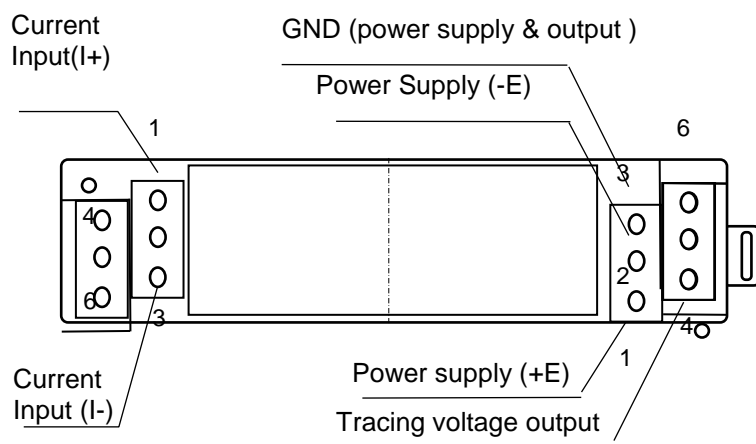 Current
Input(I+)
GND (power supply & output )
Power Supply (-E)
1
6
3
4
2
6
3
4
1
Current
Input (I-)
Power supply (+E)
Tracing voltage output